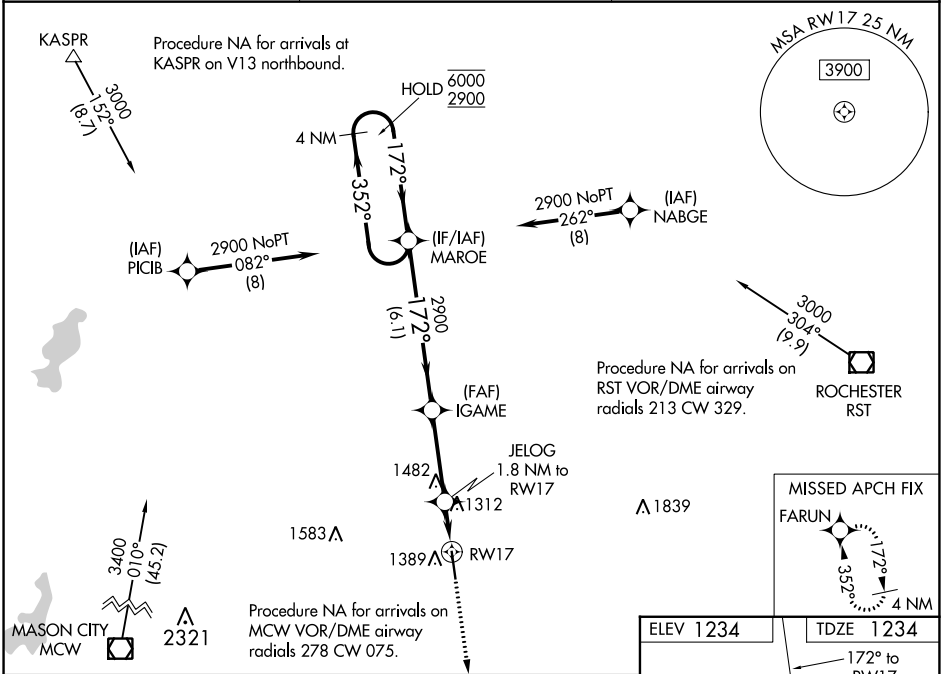 KASPR
3000
152°
(8.7)
Procedure NA for arrivals at
KASPR on V13 northbound.
HOLD 6000
2900
4 NM
172°
352°
MSA RW17 25 NM
3900
(IAF)
PICIB
2900 NoPT
082°
(8)
(IF/IAF)
MAROE
2900 NoPT
262°
(8)
(IAF)
NABGE
2900
172°
(6.1)
3000
304°
(9.9)
ROCHESTER
RST
Procedure NA for arrivals on
RST VOR/DME airway
radials 213 CW 329.
(FAF)
IGAME
JELOG
1.8 NM to
RW17
1482
1312
1839
1583
1389
RW17
MISSED APCH FIX
FARUN
172°
352°
4 NM
3400
010°
(45.2)
MASON CITY
MCW
2321
Procedure NA for arrivals on
MCW VOR/DME airway
radials 278 CW 075.
ELEV 1234
TDZE 1234
172° to
RW17